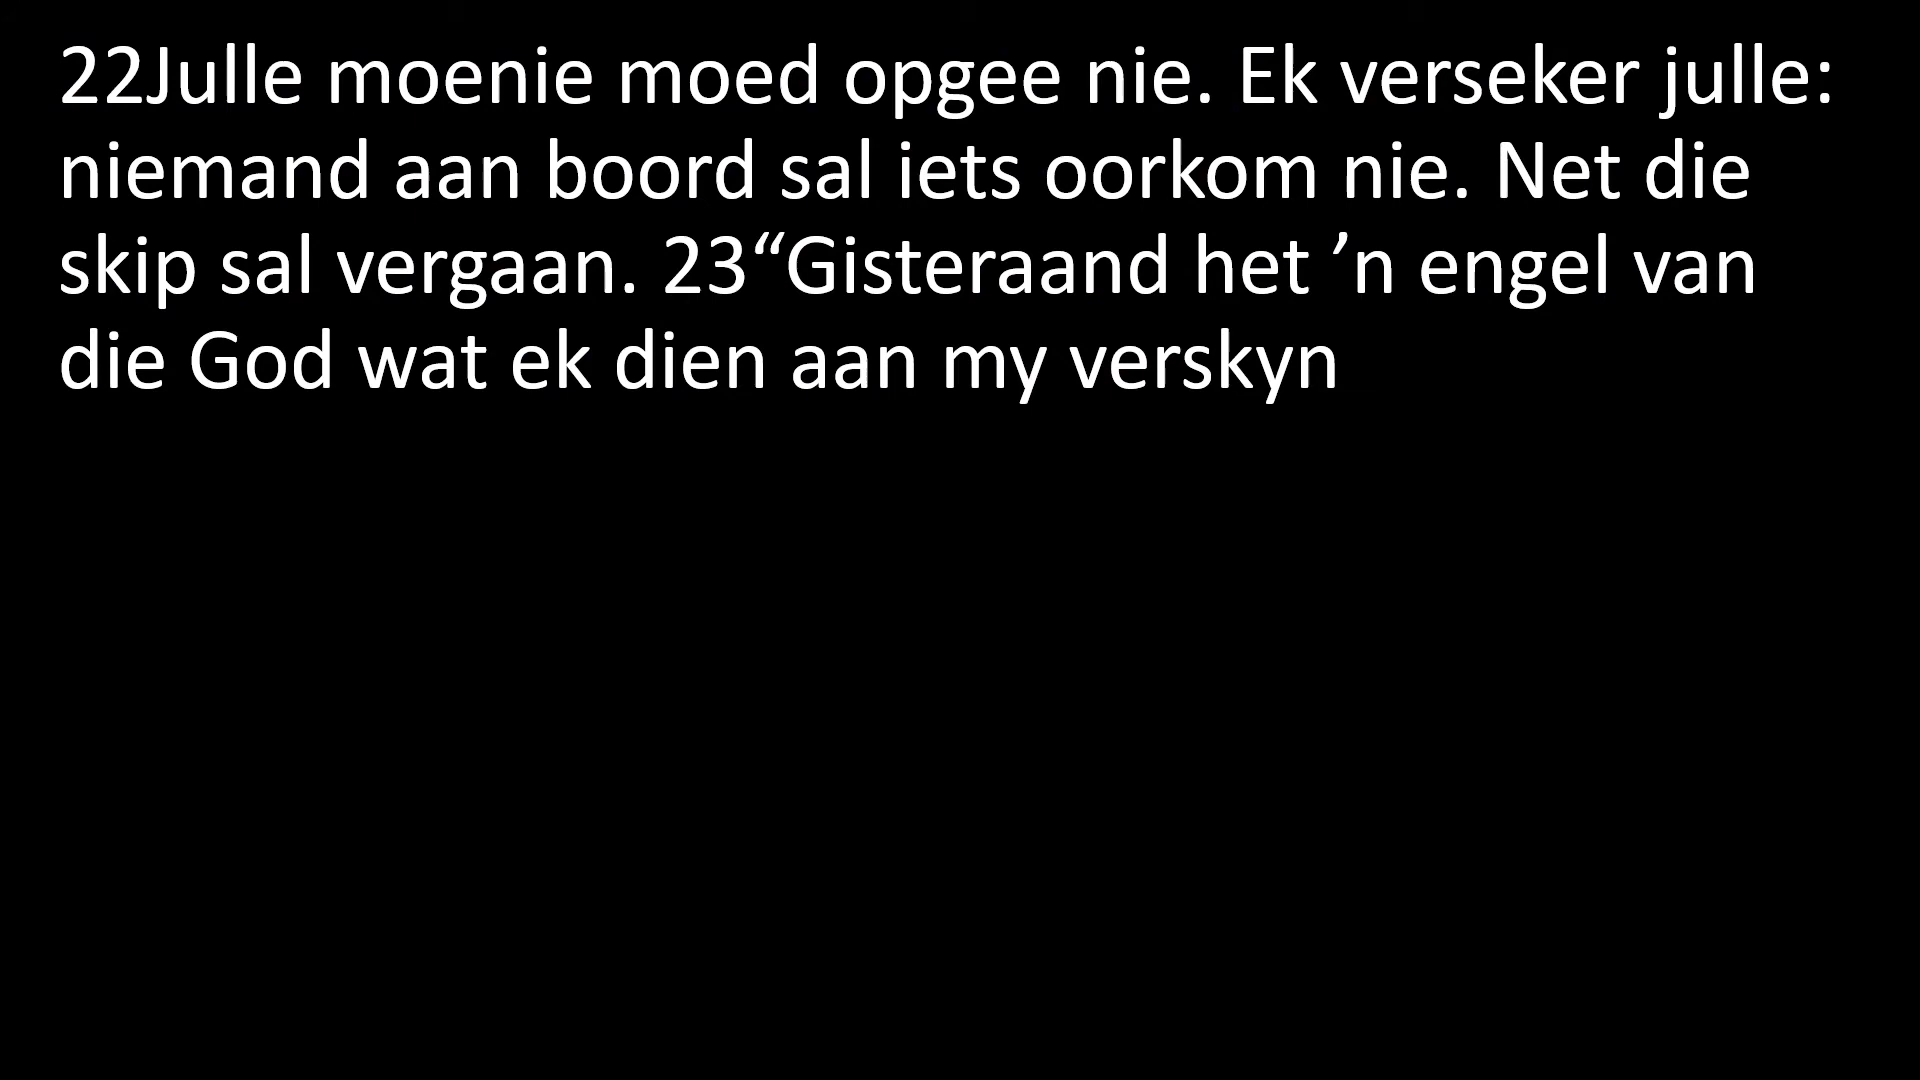 22Julle moenie moed opgee nie. Ek verseker julle:
niemand aan boord sal iets oorkom nie. Net die
skip sal vergaan. 23“Gisteraand het ’n engel van
die God wat ek dien aan my verskyn